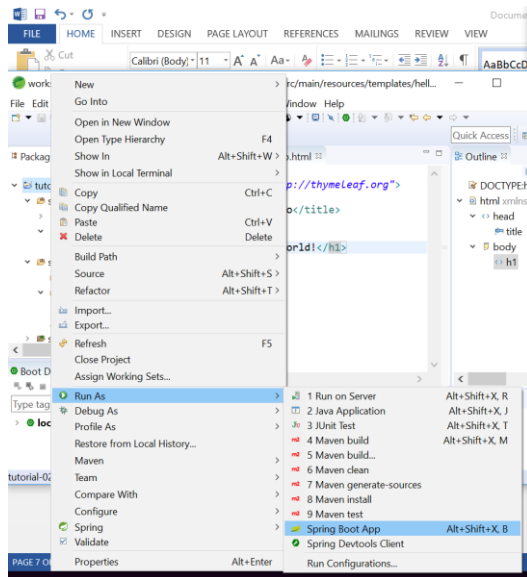 Docume
FILE HOME INSERT DESIGN PAGE LAYOUT REFERENCES MAILINGS REVIEW VIEW
Cut
Calibri (Body) 11 A A Aa
AaBbCcD
works
rc/main/resources/templates/hell...
File Edit
Window Help
Quick Access
Packag
.html
Outline
New
Go Into
Open in New Window
Open Type Hierarchy F4
Show In Alt+Shift+W >
Show in Local Terminal
Copy Ctrl+C
Copy Qualified Name
Paste Ctrl+V
Delete Delete
Build Path
Source Alt+Shift+S >
Refactor Alt+Shift+T >
Import...
Export...
Refresh F5
Close Project
Assign Working Sets...
Run As
Debug As
Profile As
Restore from Local History...
Maven
Team
Compare With
Configure
Spring
Validate
Properties Alt+Enter
tuto
p://thymeleaf.org">
o</title>
orld!</h1>
DOCTYPE:h
html xmlns
head
title
body
h1
Boot D
Type tag
loc
tutorial-02
PAGE 7 O
1 Run on Server Alt+Shift+X, R
2 Java Application Alt+Shift+X, J
3 JUnit Test Alt+Shift+X, T
4 Maven build Alt+Shift+X, M
5 Maven build...
6 Maven clean
7 Maven generate-sources
8 Maven install
9 Maven test
Spring Boot App Alt+Shift+X, B
Spring Devtools Client
Run Configurations...